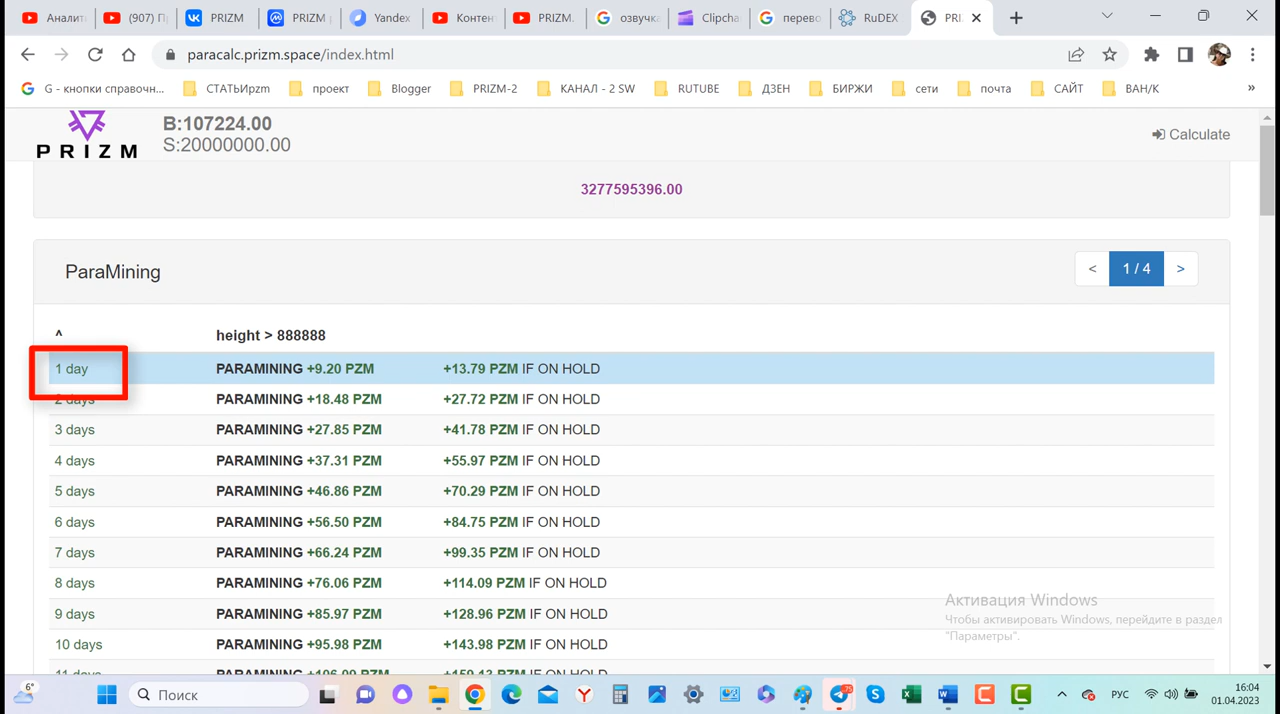 Аналит
(907) Пр
PRIZM
PRIZM р
Yandex
Контен
PRIZM.
озвучка
Clipcha
перево
RuDEX
PRI
paracalc.prizm.space/index.html
G - кнопки справочн...
СТАТЬИрzm
проект
Blogger
PRIZM-2
КАНАЛ - 2 SW
RUTUBE
ДЗЕН
БИРЖИ
сети
почта
САЙТ
ВАН/К
»
PRIZM
B:107224.00
S:20000000.00
Calculate
3277595396.00
ParaMining
< 1 / 4 >
^ height > 888888
1 day PARAMINING +9.20 PZM +13.79 PZM IF ON HOLD
2 days PARAMINING +18.48 PZM +27.72 PZM IF ON HOLD
3 days PARAMINING +27.85 PZM +41.78 PZM IF ON HOLD
4 days PARAMINING +37.31 PZM +55.97 PZM IF ON HOLD
5 days PARAMINING +46.86 PZM +70.29 PZM IF ON HOLD
6 days PARAMINING +56.50 PZM +84.75 PZM IF ON HOLD
7 days PARAMINING +66.24 PZM +99.35 PZM IF ON HOLD
8 days PARAMINING +76.06 PZM +114.09 PZM IF ON HOLD
9 days PARAMINING +85.97 PZM +128.96 PZM IF ON HOLD
10 days PARAMINING +95.98 PZM +143.98 PZM IF ON HOLD
Активация Windows
Чтобы активировать Windows, перейдите в раздел
"Параметры".
6°
Поиск
РУС
16:04
01.04.2023